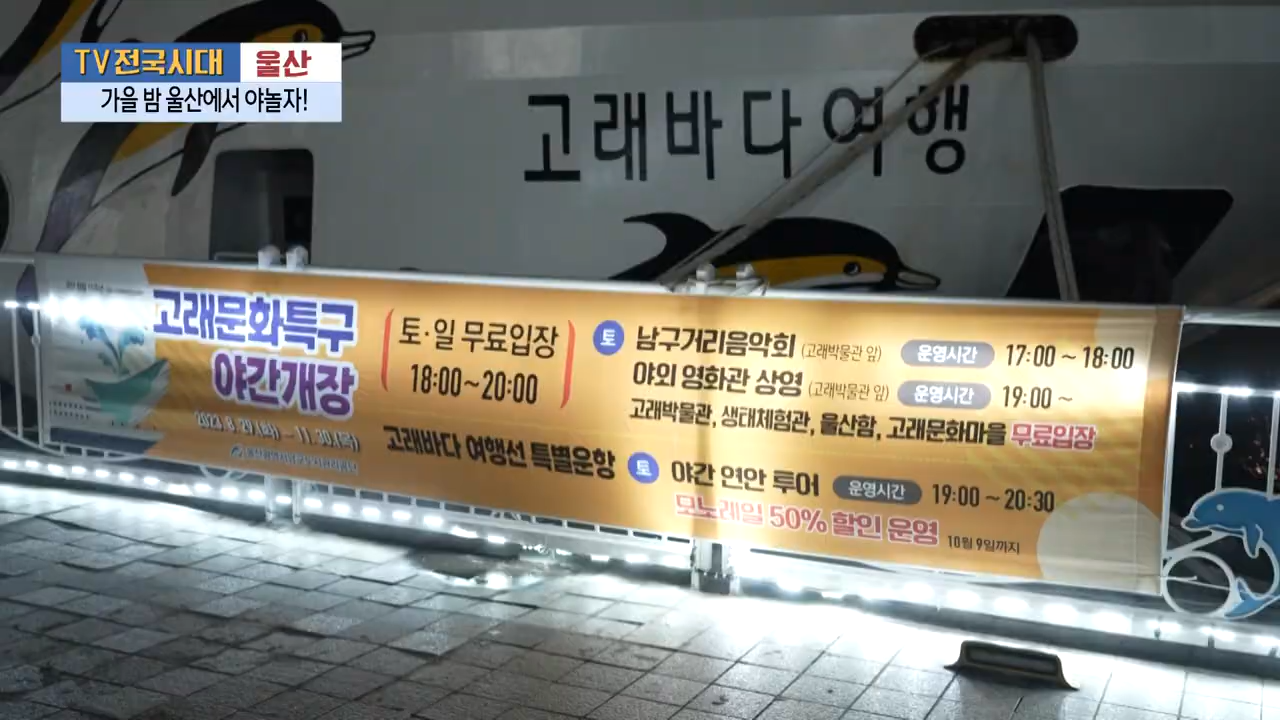 TV전국시대 울산
가을 밤 울산에서 야놀자!
고래바다여행
고래문화특구
야간개장
토·일 무료입장
18:00~20:00
토 남구거리음악회 (고래박물관 앞) 운영시간 17:00 ~ 18:00
야외 영화관 상영 (고래박물관 앞) 운영시간 19:00 ~
고래박물관, 생태체험관, 울산함, 고래문화마을 무료입장
고래바다 여행선 특별운항 토 야간 연안 투어 운영시간 19:00 ~ 20:30
모노레일 50% 할인 운영 10월 9일까지